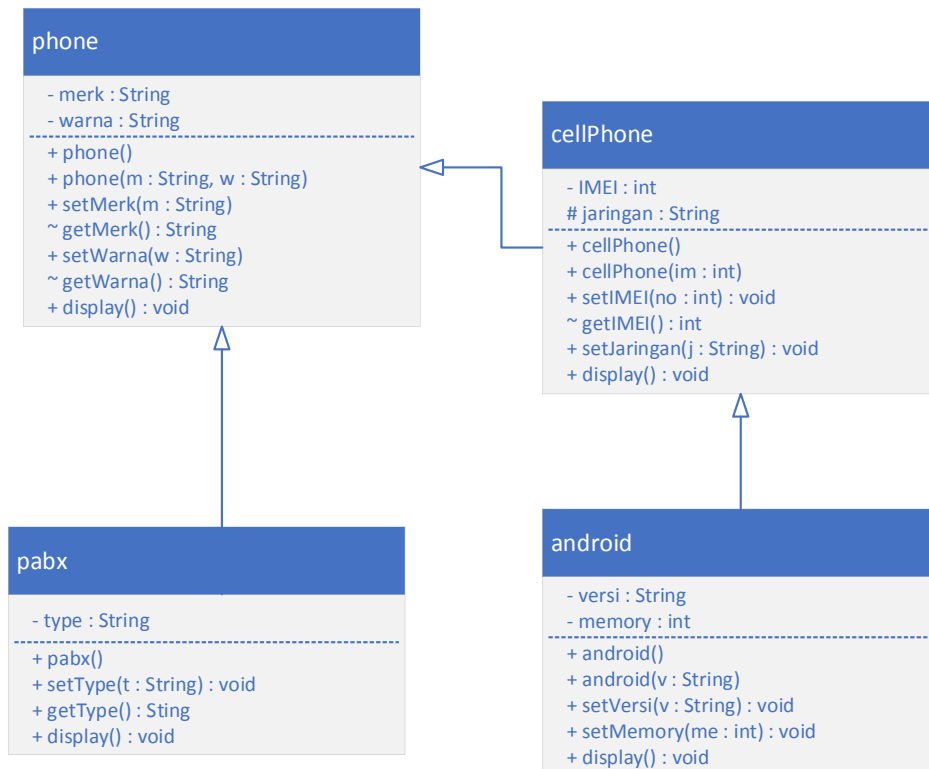 phone
- merk : String
- warna : String
+ phone()
+ phone(m : String, w : String)
+ setMerk(m : String)
~ getMerk() : String
+ setWarna(w : String)
~ getWarna() : String
+ display() : void
cellPhone
- IMEI : int
# jaringan : String
+ cellPhone()
+ cellPhone(im : int)
+ setIMEI(no : int) : void
~ getIMEI() : int
+ setJaringan(j : String) : void
+ display() : void
pabx
- type : String
+ pabx()
+ setType(t : String) : void
+ getType() : Sting
+ display() : void
android
- versi : String
- memory : int
+ android()
+ android(v : String)
+ setVersi(v : String) : void
+ setMemory(me : int) : void
+ display() : void